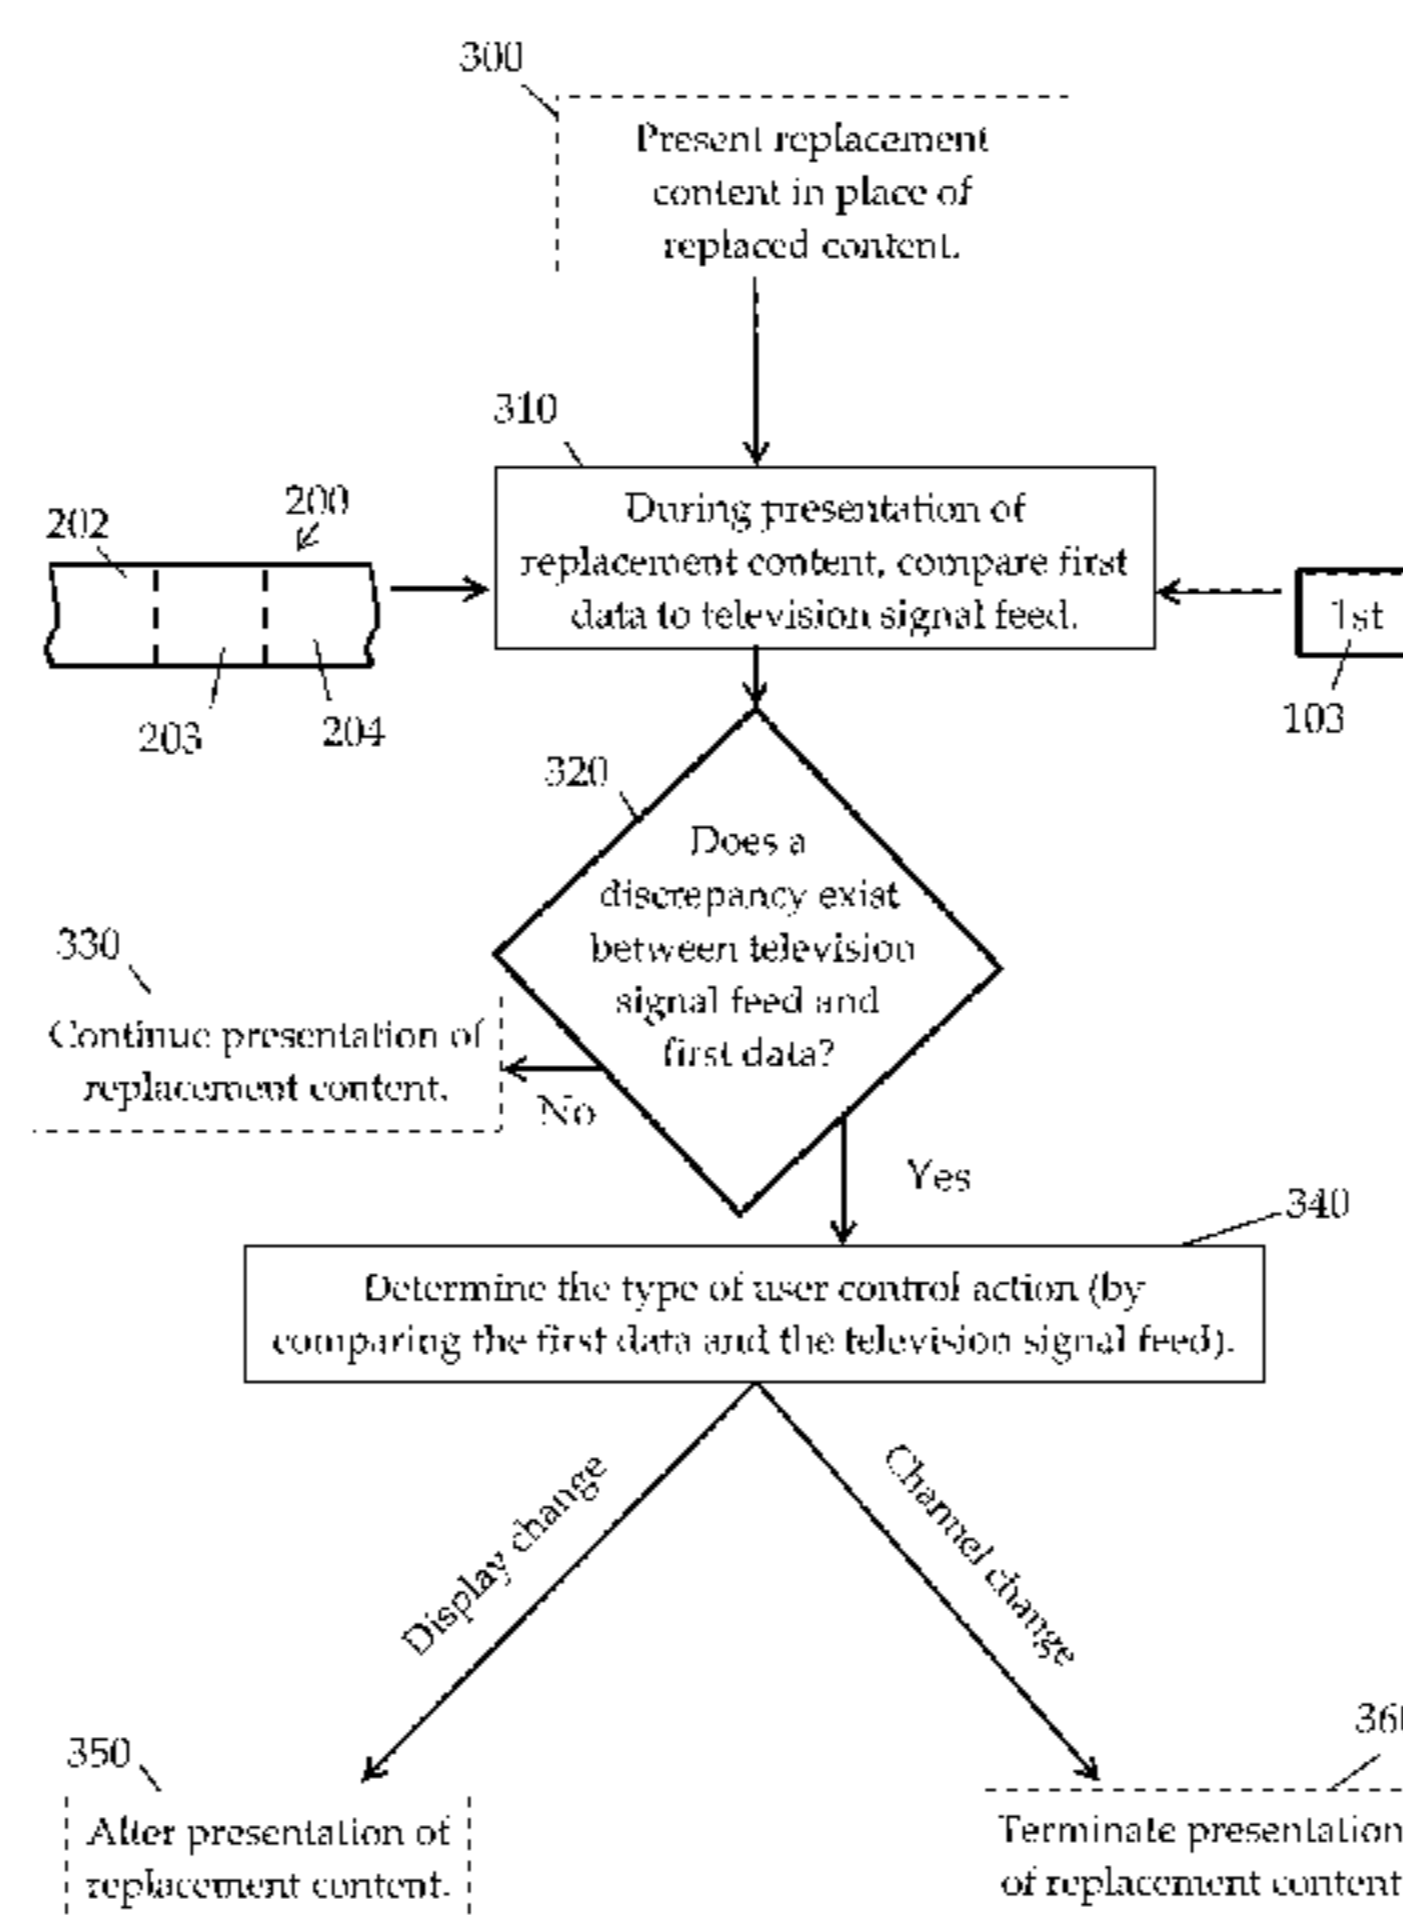 300
Present replacement
content in place of
replaced content.
310
During presentation of
replacement content, compare first
data to television signal feed.
200
202
203
204
1st
103
320
Does a
discrepancy exist
between television
signal feed and
first data?
330
Continue presentation of
replacement content.
No
Yes
340
Determine the type of user control action (by
comparing the first data and the television signal feed).
Display change
Channel change
350
Alter presentation of
replacement content.
360
Terminate presentation
of replacement content